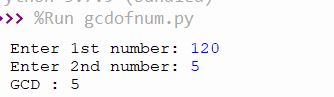 >>> %Run gcdofnum.py
Enter 1st number: 120
Enter 2nd number: 5
GCD : 5